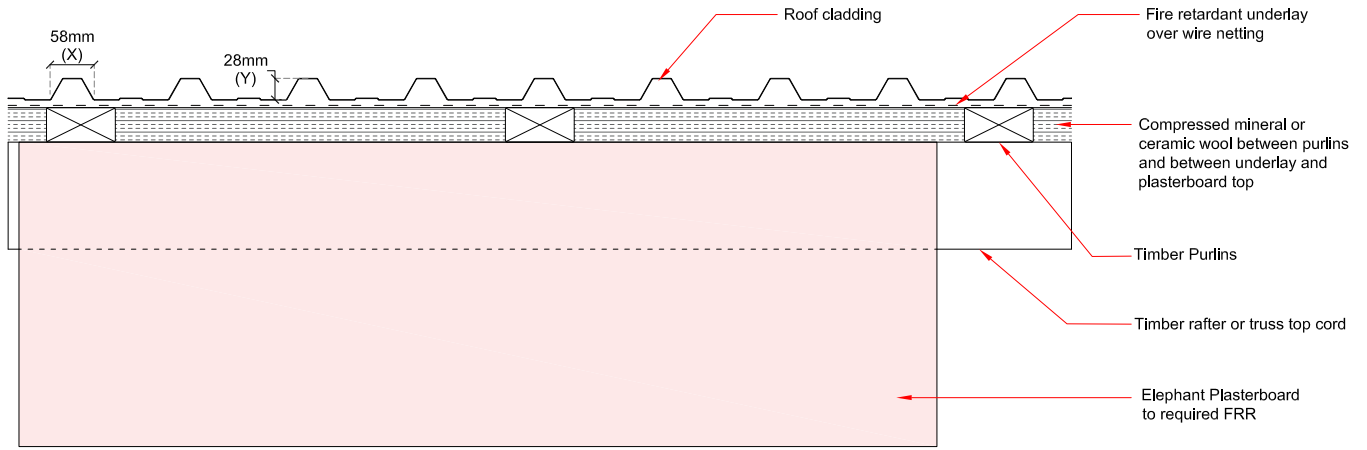 Roof cladding
Fire retardant underlay
over wire netting
58mm
(X)
28mm
(Y)
Compressed mineral or
ceramic wool between purlins
and between underlay and
plasterboard top
Timber Purlins
Timber rafter or truss top cord
Elephant Plasterboard
to required FRR